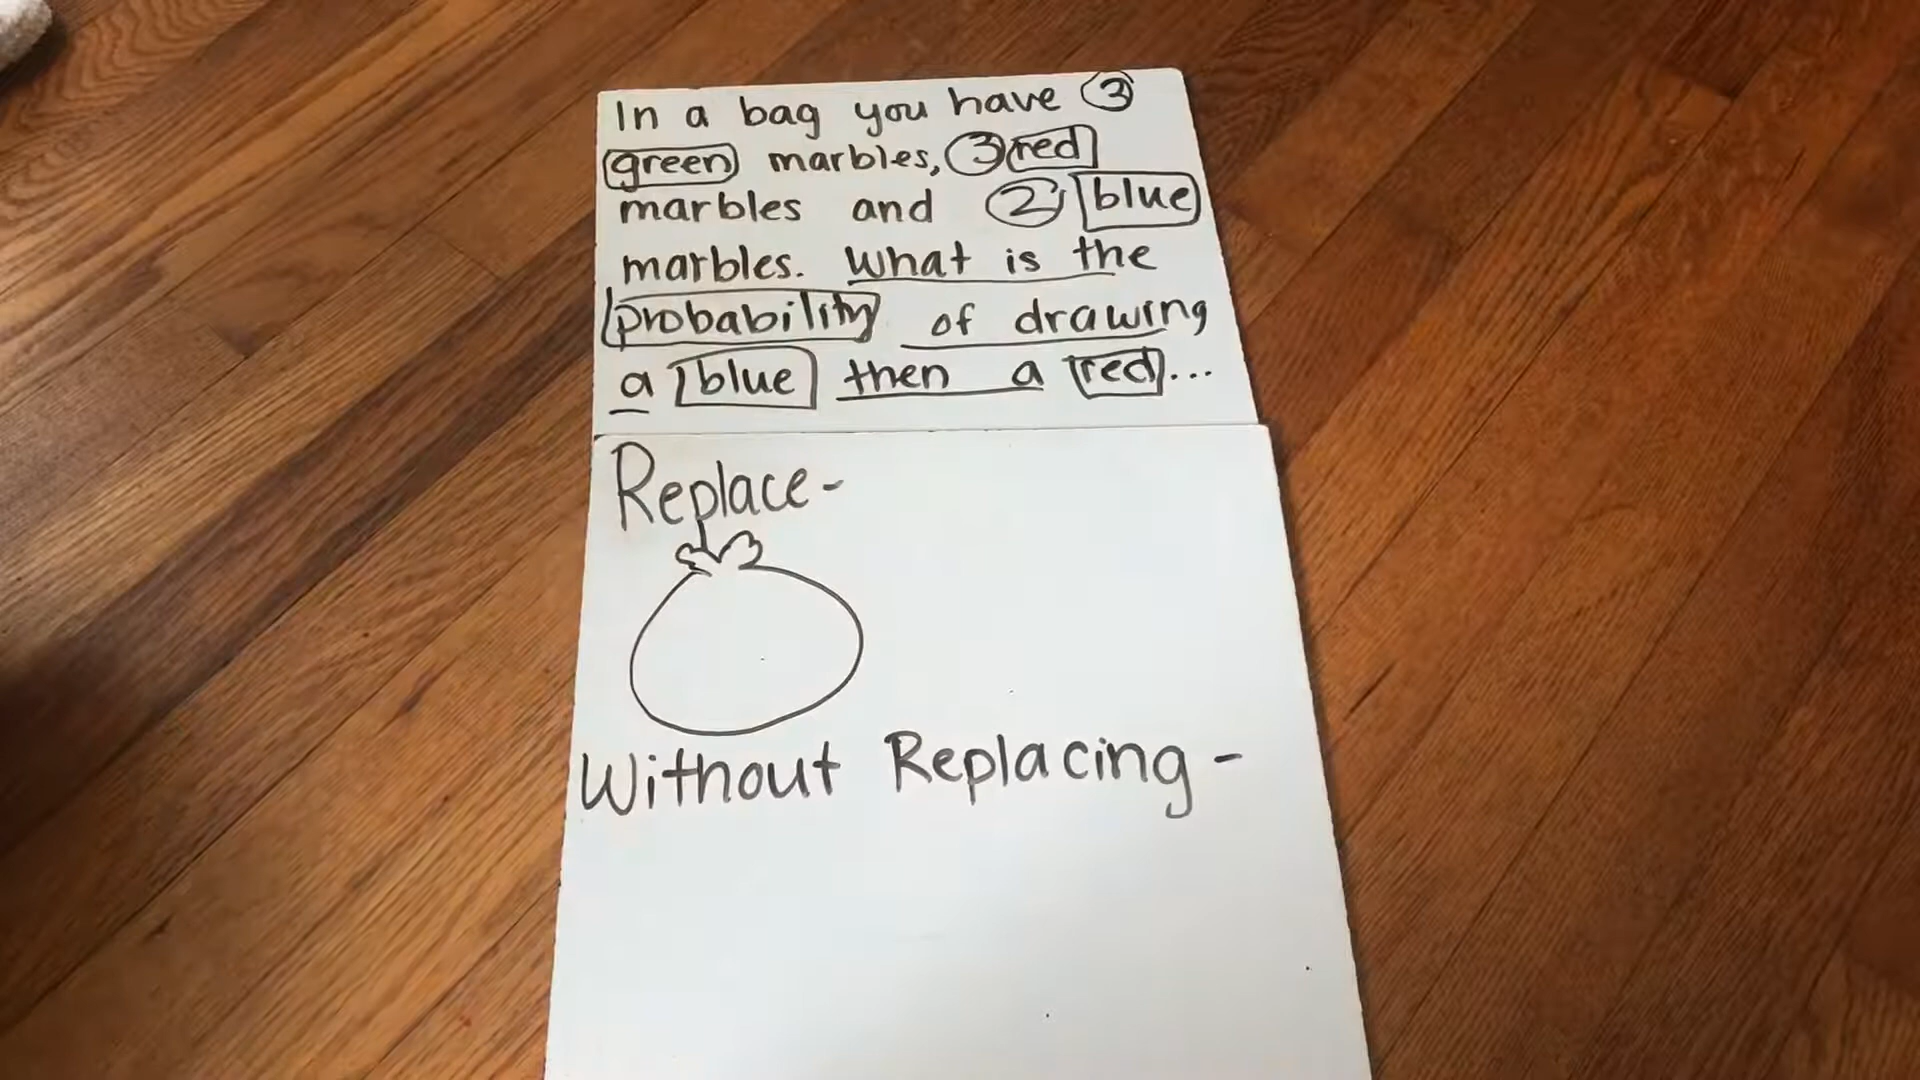 In a bag you have 3
green marbles, 3 red
marbles and 2 blue
marbles. What is the
probability of drawing
a blue then a red...
Replace-
Without Replacing-